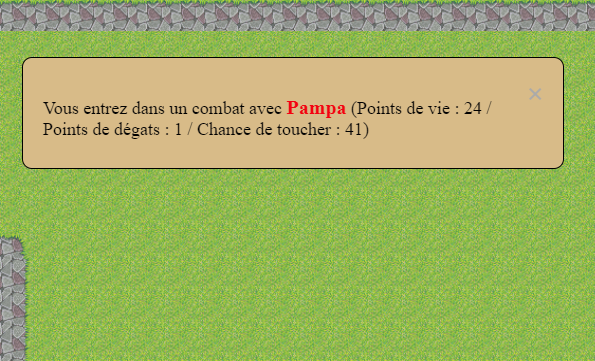 Vous entrez dans un combat avec Pampa (Points de vie : 24 /
Points de dégats : 1 / Chance de toucher : 41)